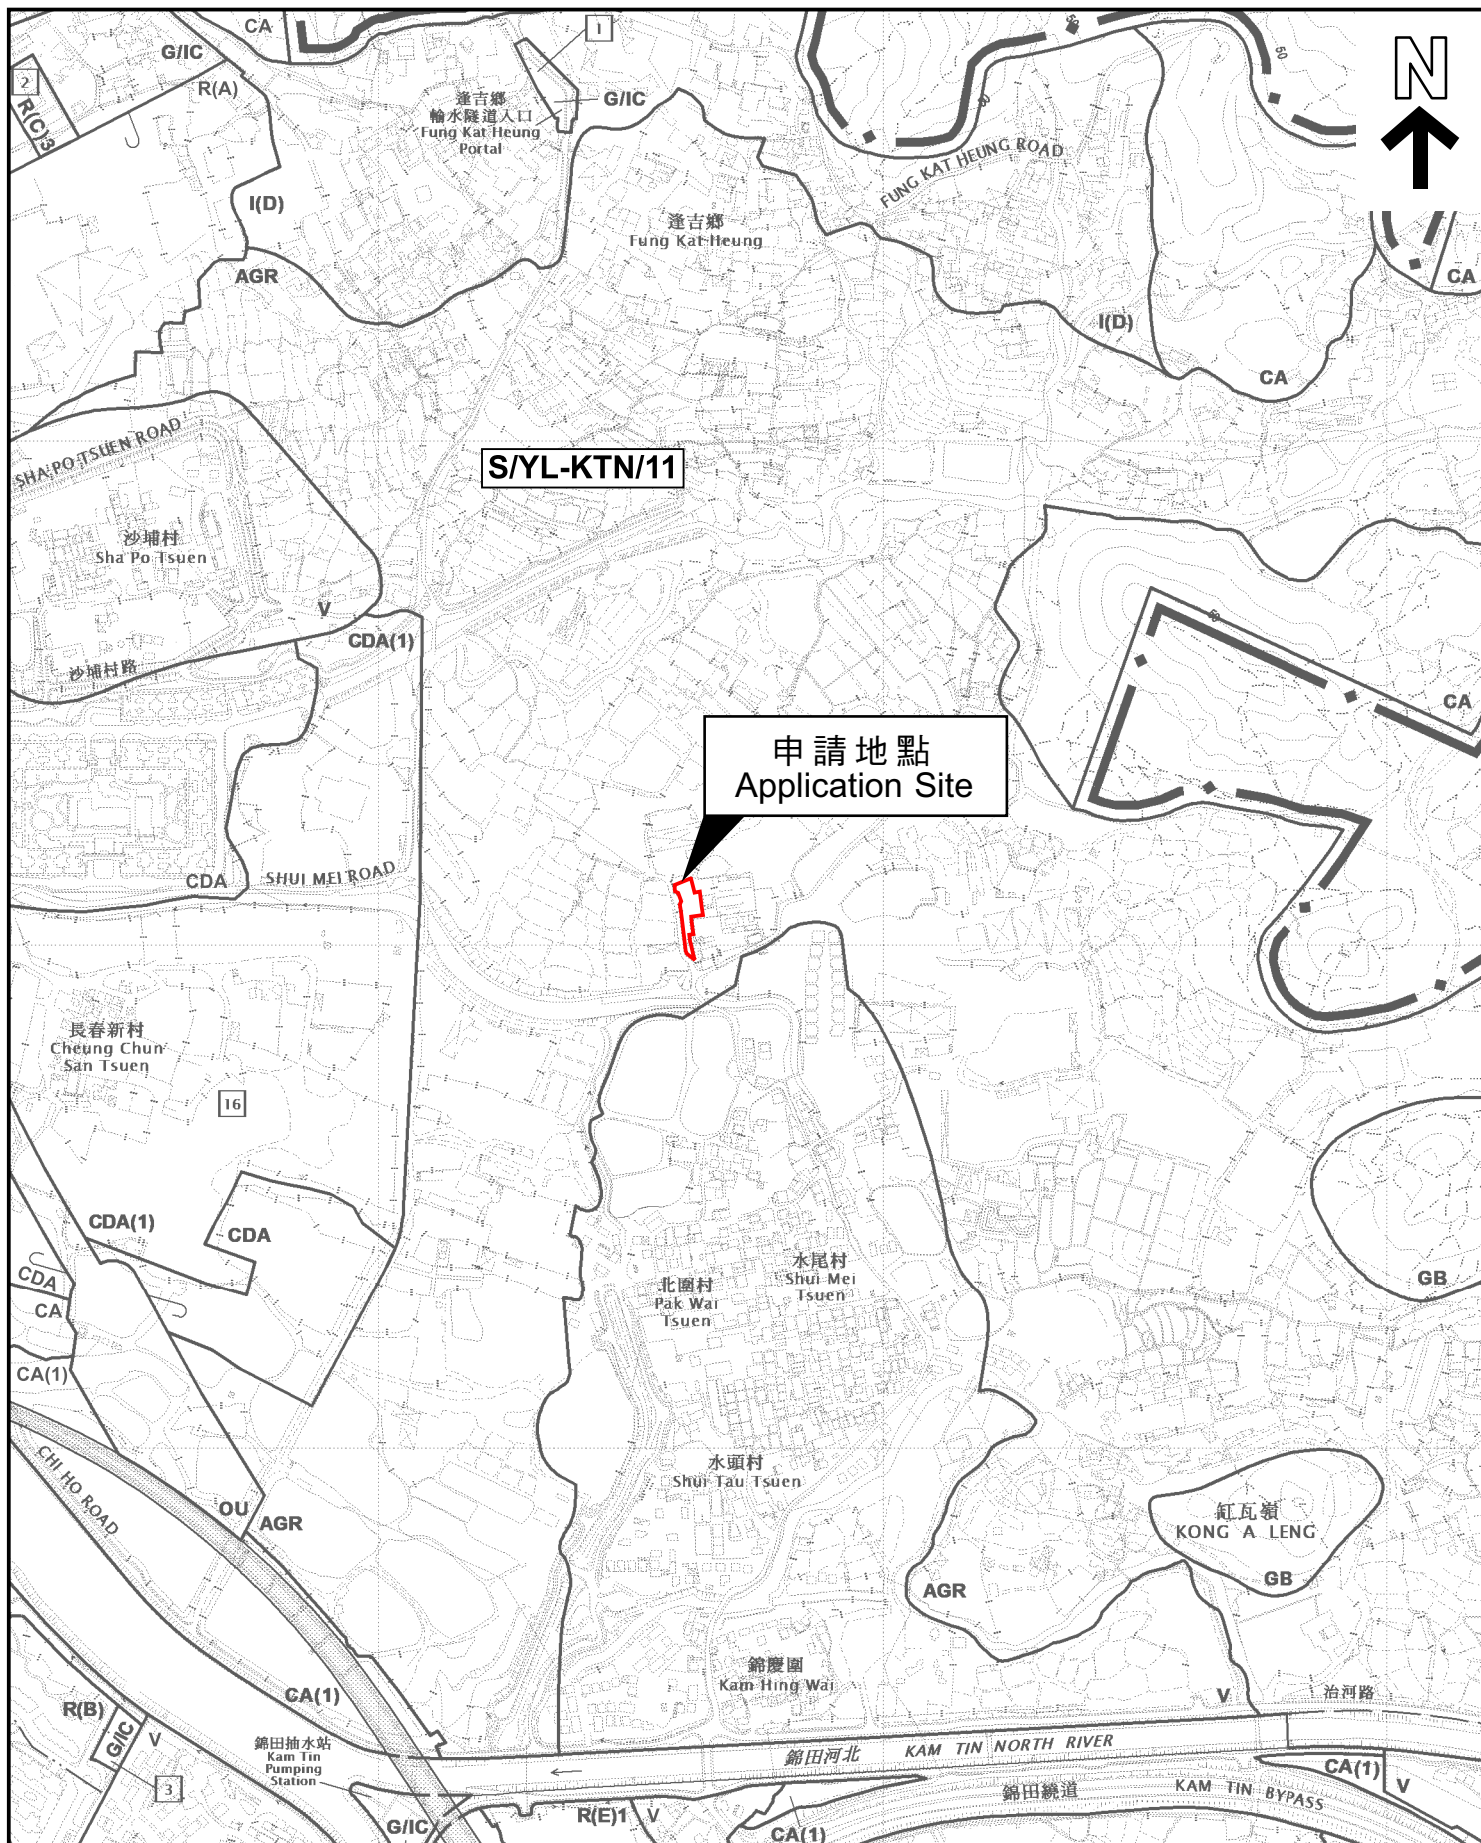 CA
G/IC
1
50
50
N
2
R(A)
R(C)3
逢吉鄉
輸水隧道入口
Fung Kat Heung
Portal
G/IC
50
FUNG KAT HEUNG ROAD
I(D)
逢吉鄉
Fung Kat Heung
AGR
CA
I(D)
CA
SHA PO TSUEN ROAD
S/YL-KTN/11
沙埔村
Sha Po Tsuen
V
CDA(1)
50
沙埔村路
CA
申請地點
Application Site
CDA
SHUI MEI ROAD
長春新村
Cheung Chun
San Tsuen
16
CDA(1)
CDA
CDA
CA
水尾村
Shui Mei
Tsuen
北圍村
Pak Wai
Tsuen
GB
CA(1)
CHI HO ROAD
水頭村
Shui Tau Tsuen
OU
AGR
缸瓦嶺
KONG A LENG
GB
AGR
錦慶圍
Kam Hing Wai
CA(1)
V
治河路
R(B)
G/IC
V
錦田抽水站
Kam Tin
Pumping
Station
錦田河北
KAM TIN NORTH RIVER
3
CA(1)
V
錦田繞道
KAM TIN BYPASS
G/IC
R(E)1
V
CA(1)